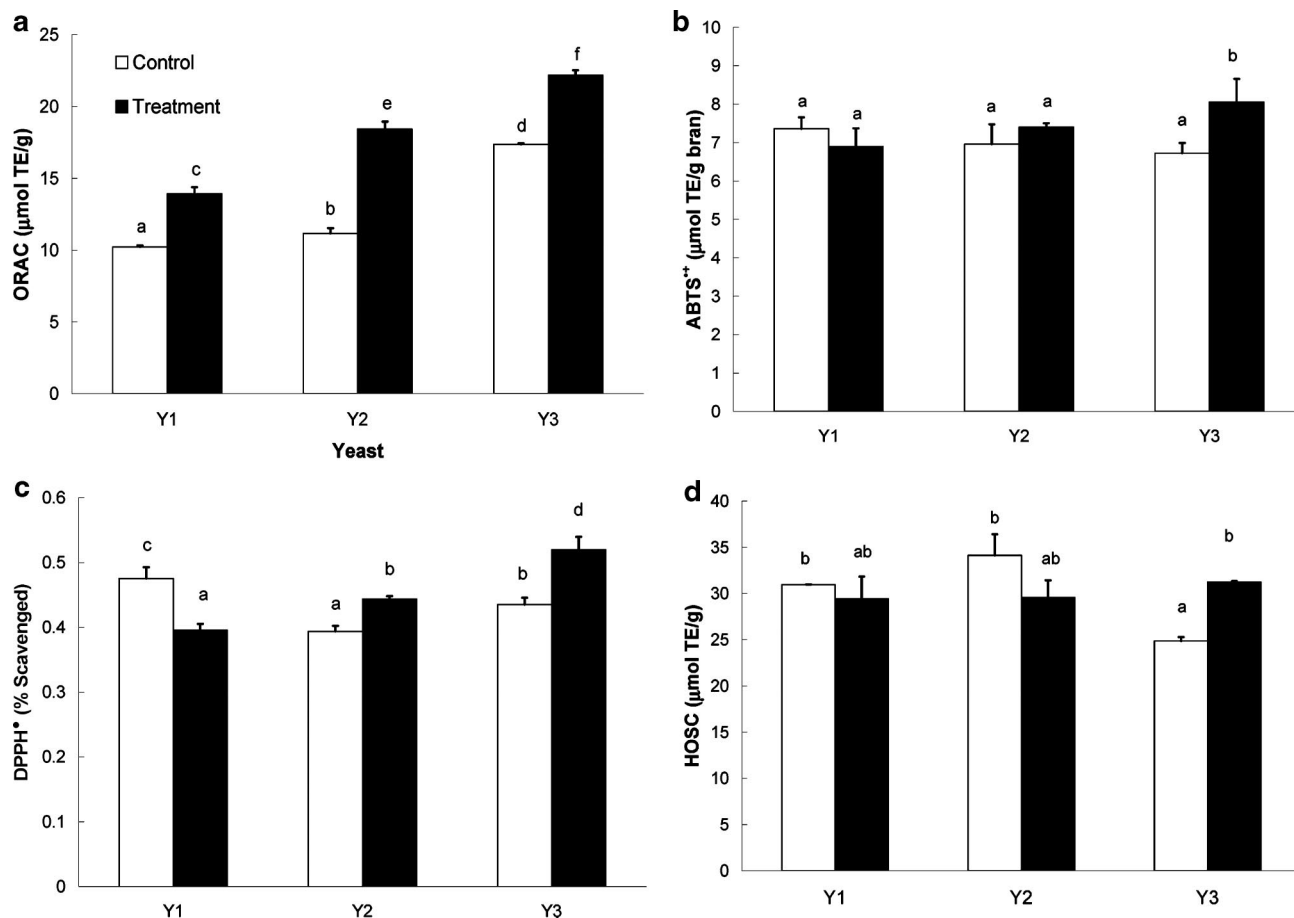 a
ORAC (μmol TE/g)
25
20
15
10
5
0
Control
Treatment
a
c
b
e
d
f
Y1 Y2 Y3
Yeast
b
ABTS•+ (μmol TE/g bran)
10
9
8
7
6
5
4
3
2
1
0
a
a
a
a
a
b
Y1 Y2 Y3
c
DPPH• (% Scavenged)
0.6
0.5
0.4
0.3
0.2
0.1
0
c
a
a
b
b
d
Y1 Y2 Y3
d
HOSC (μmol TE/g)
40
35
30
25
20
15
10
5
0
b
ab
b
ab
a
b
Y1 Y2 Y3